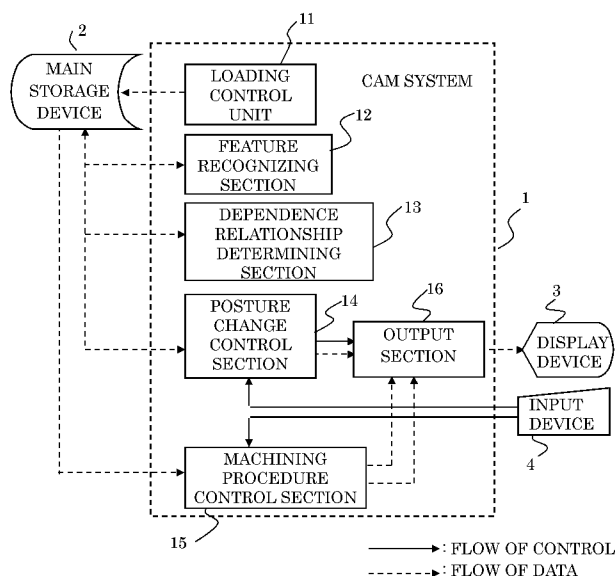 2
MAIN
STORAGE
DEVICE
11
LOADING
CONTROL
UNIT
CAM SYSTEM
12
FEATURE
RECOGNIZING
SECTION
13
DEPENDENCE
RELATIONSHIP
DETERMINING
SECTION
1
14
POSTURE
CHANGE
CONTROL
SECTION
16
OUTPUT
SECTION
3
DISPLAY
DEVICE
INPUT
DEVICE
4
MACHINING
PROCEDURE
CONTROL SECTION
15
: FLOW OF CONTROL
: FLOW OF DATA